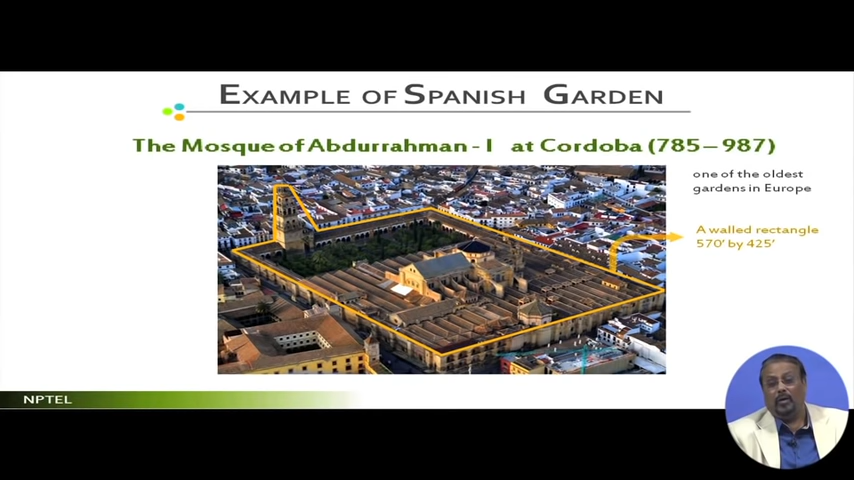 EXAMPLE OF SPANISH GARDEN
The Mosque of Abdurrahman - I at Cordoba (785 – 987)
one of the oldest
gardens in Europe
A walled rectangle
570' by 425'
NPTEL